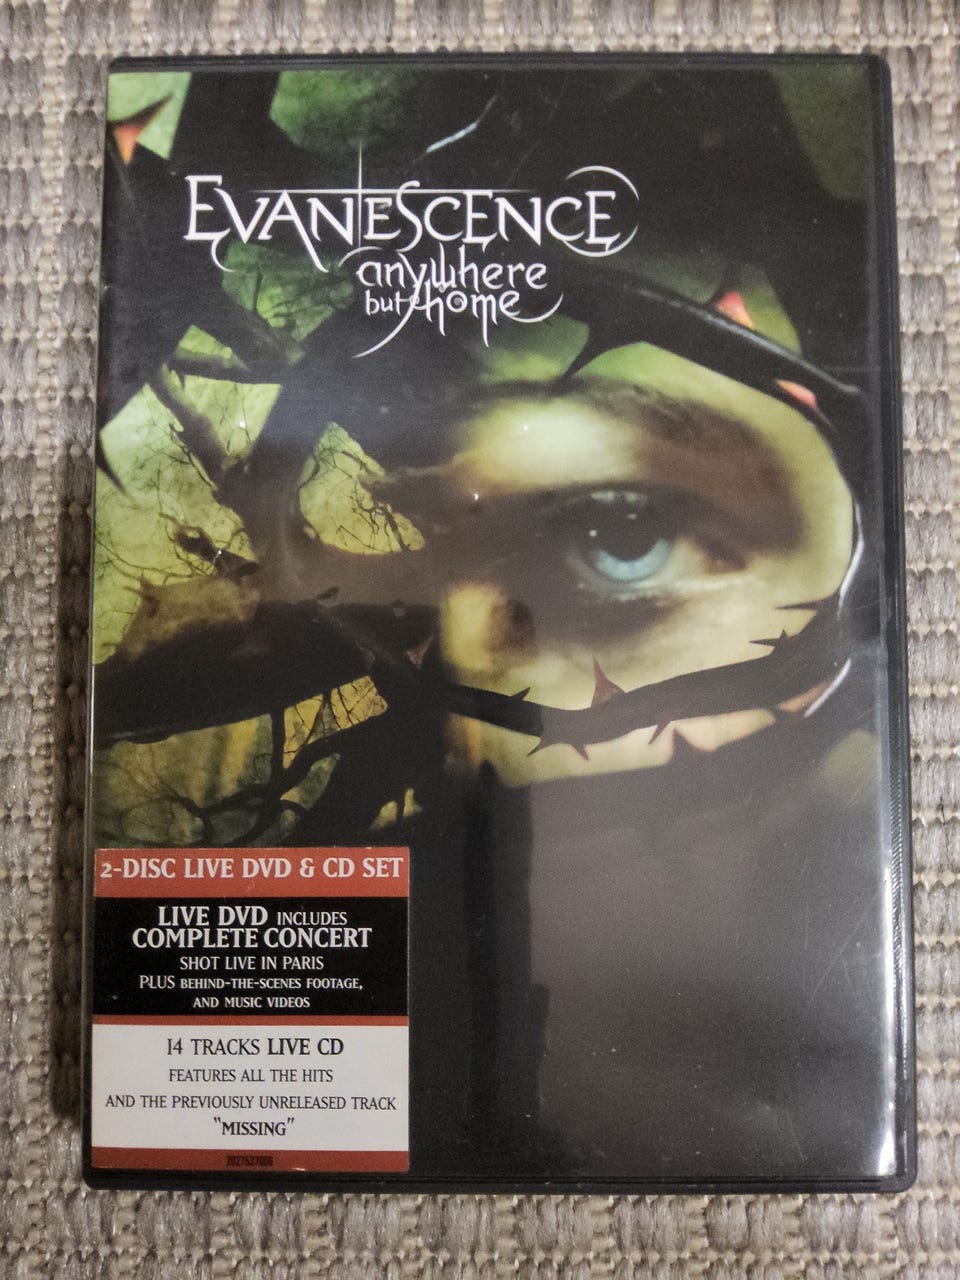 EVANESCENCE
anywhere
but home
2-DISC LIVE DVD & CD SET
LIVE DVD INCLUDES
COMPLETE CONCERT
SHOT LIVE IN PARIS
PLUS BEHIND-THE-SCENES FOOTAGE,
AND MUSIC VIDEOS
14 TRACKS LIVE CD
FEATURES ALL THE HITS
AND THE PREVIOUSLY UNRELEASED TRACK
"MISSING"